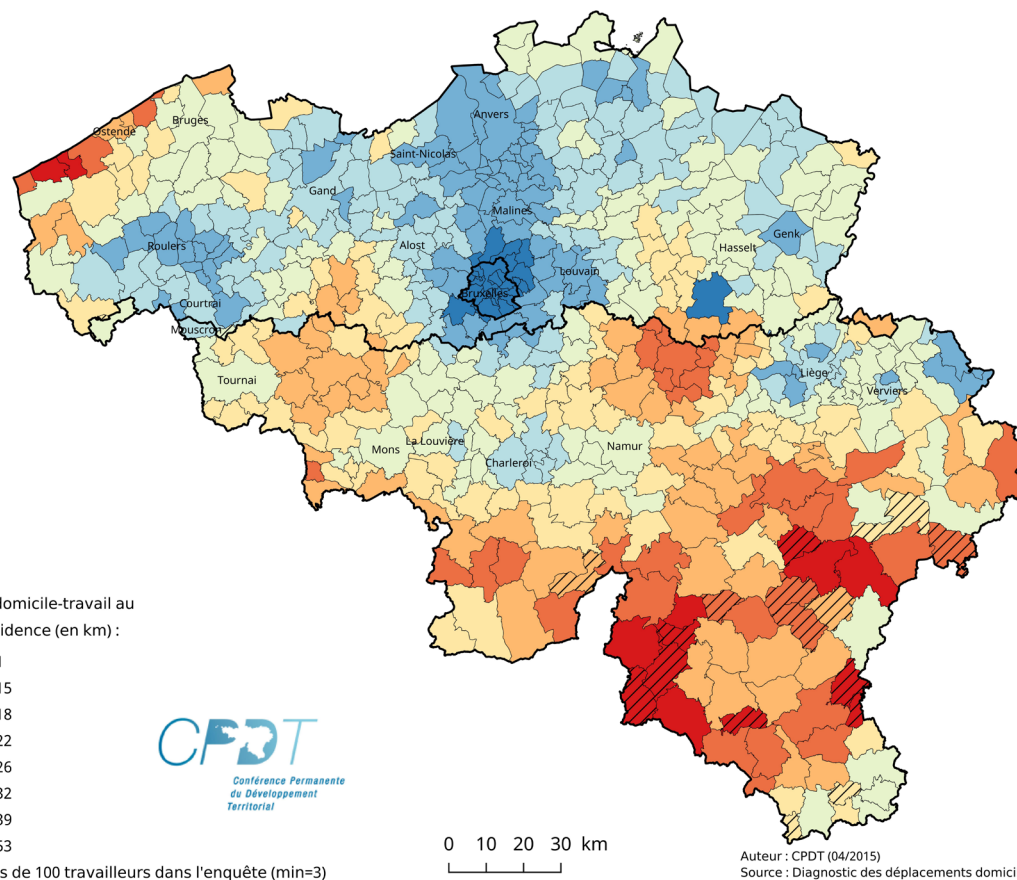 Anvers
Bruges
Ostende
Saint-Nicolas
Gand
Malines
Genk
Roulers
Alost
Hasselt
Louvain
Bruxelles
Courtrai
Mouscron
Liège
Tournai
Verviers
La Louvière
Namur
Mons
Charleroi
domicile-travail au
idence (en km) :
15
18
22
26
32
39
53
s de 100 travailleurs dans l'enquête (min=3)
CPDT
Conférence Permanente
du Développement
Territorial
0 10 20 30 km
Auteur : CPDT (04/2015)
Source : Diagnostic des déplacements domici